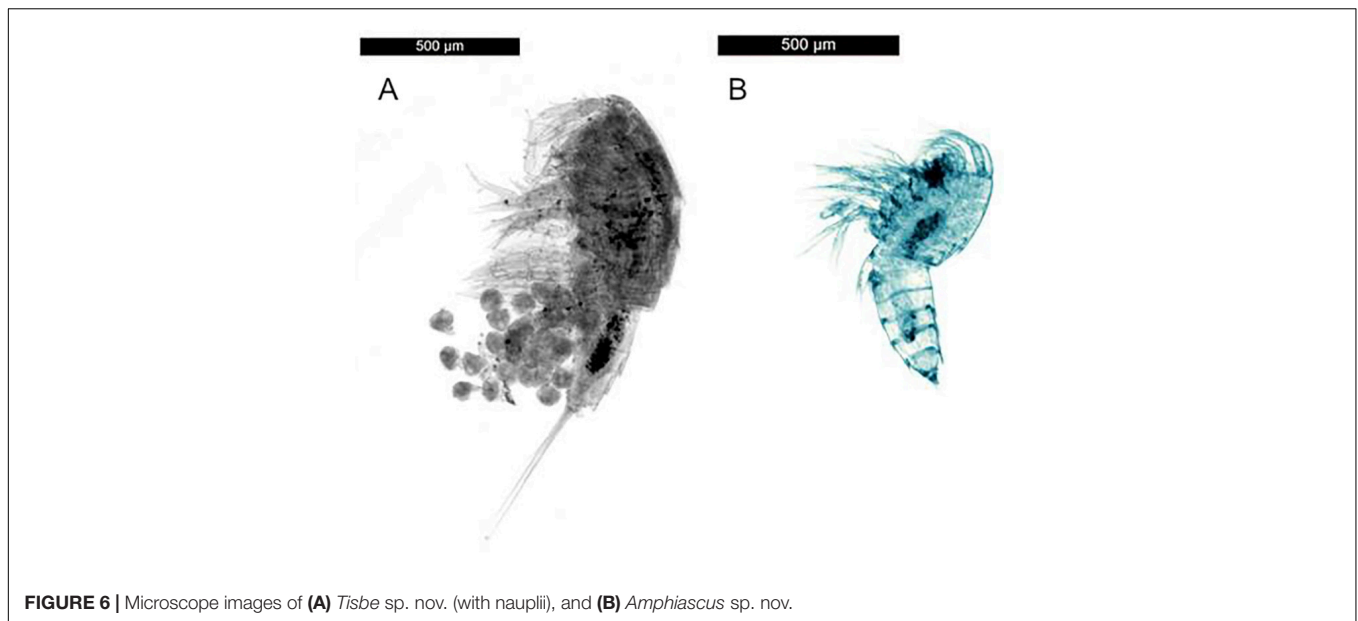 500 µm
500 µm
A
B
FIGURE 6 | Microscope images of (A) Tisbe sp. nov. (with nauplii), and (B) Amphiascus sp. nov.